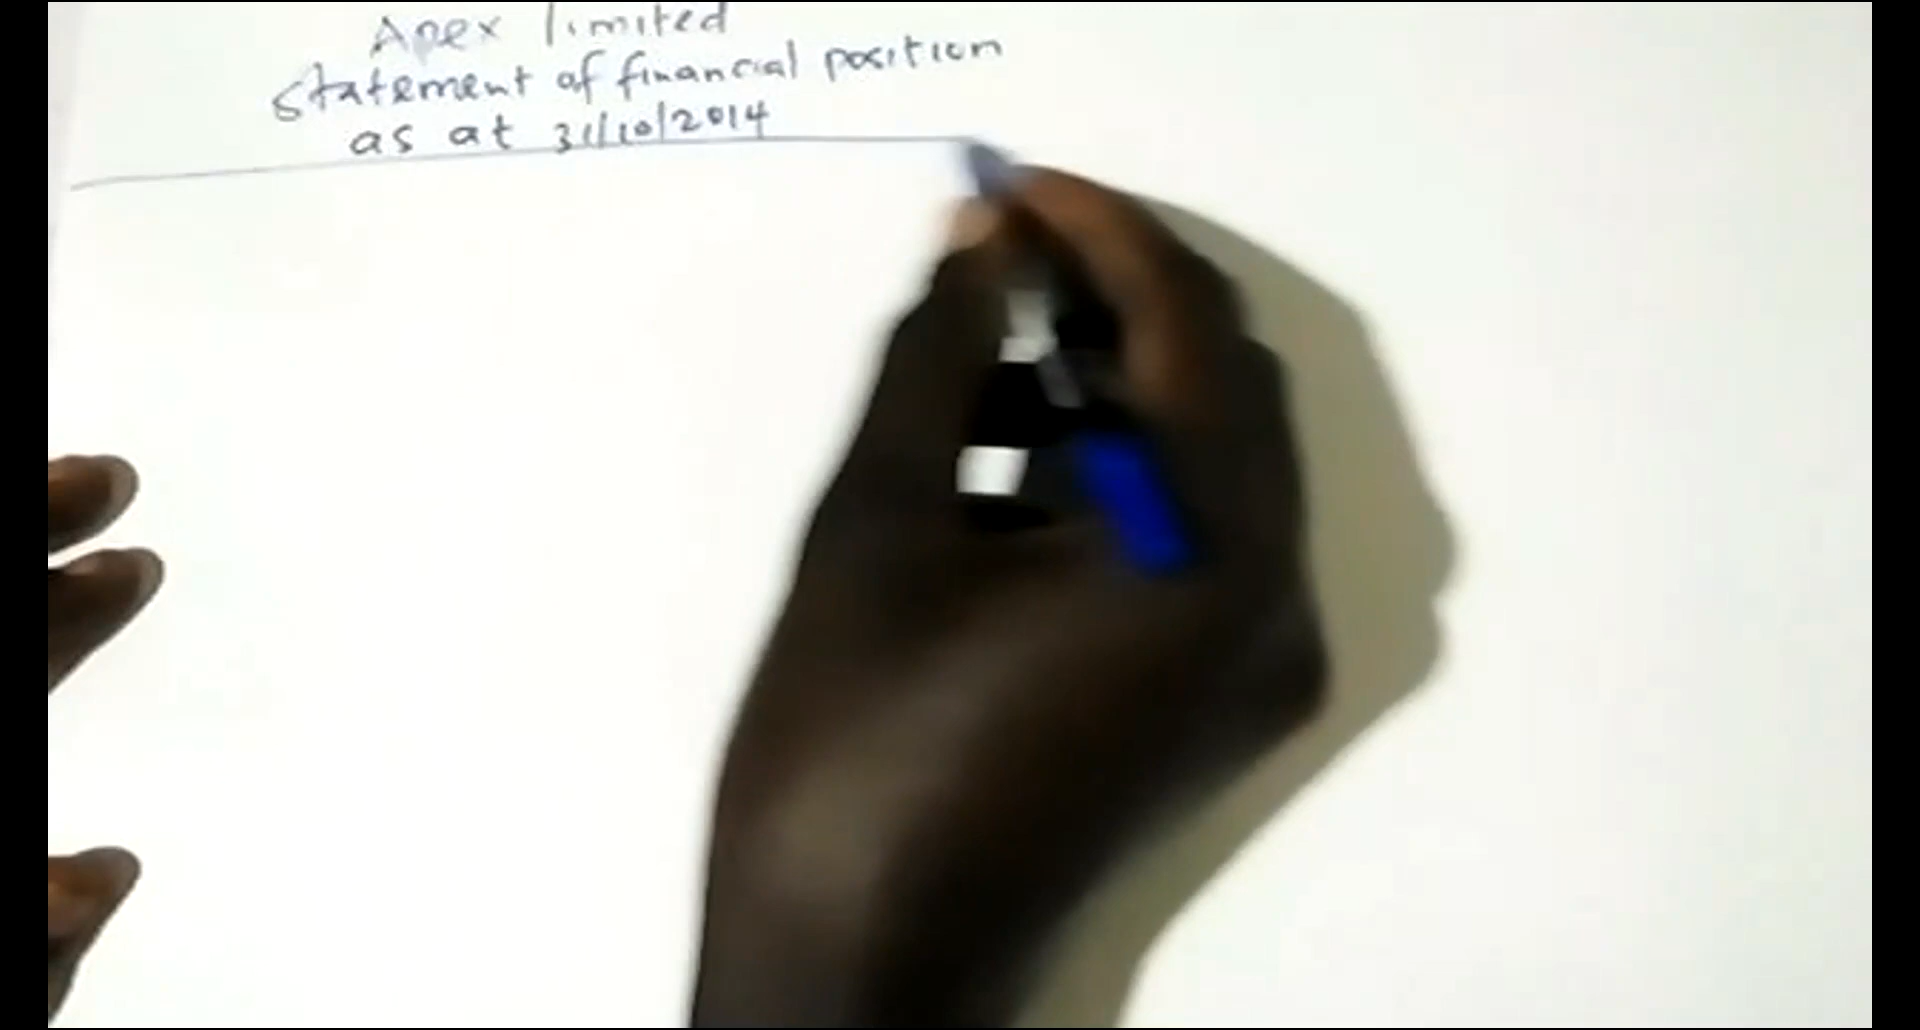 Apex limited
statement of financial position
as at 31/10/2014